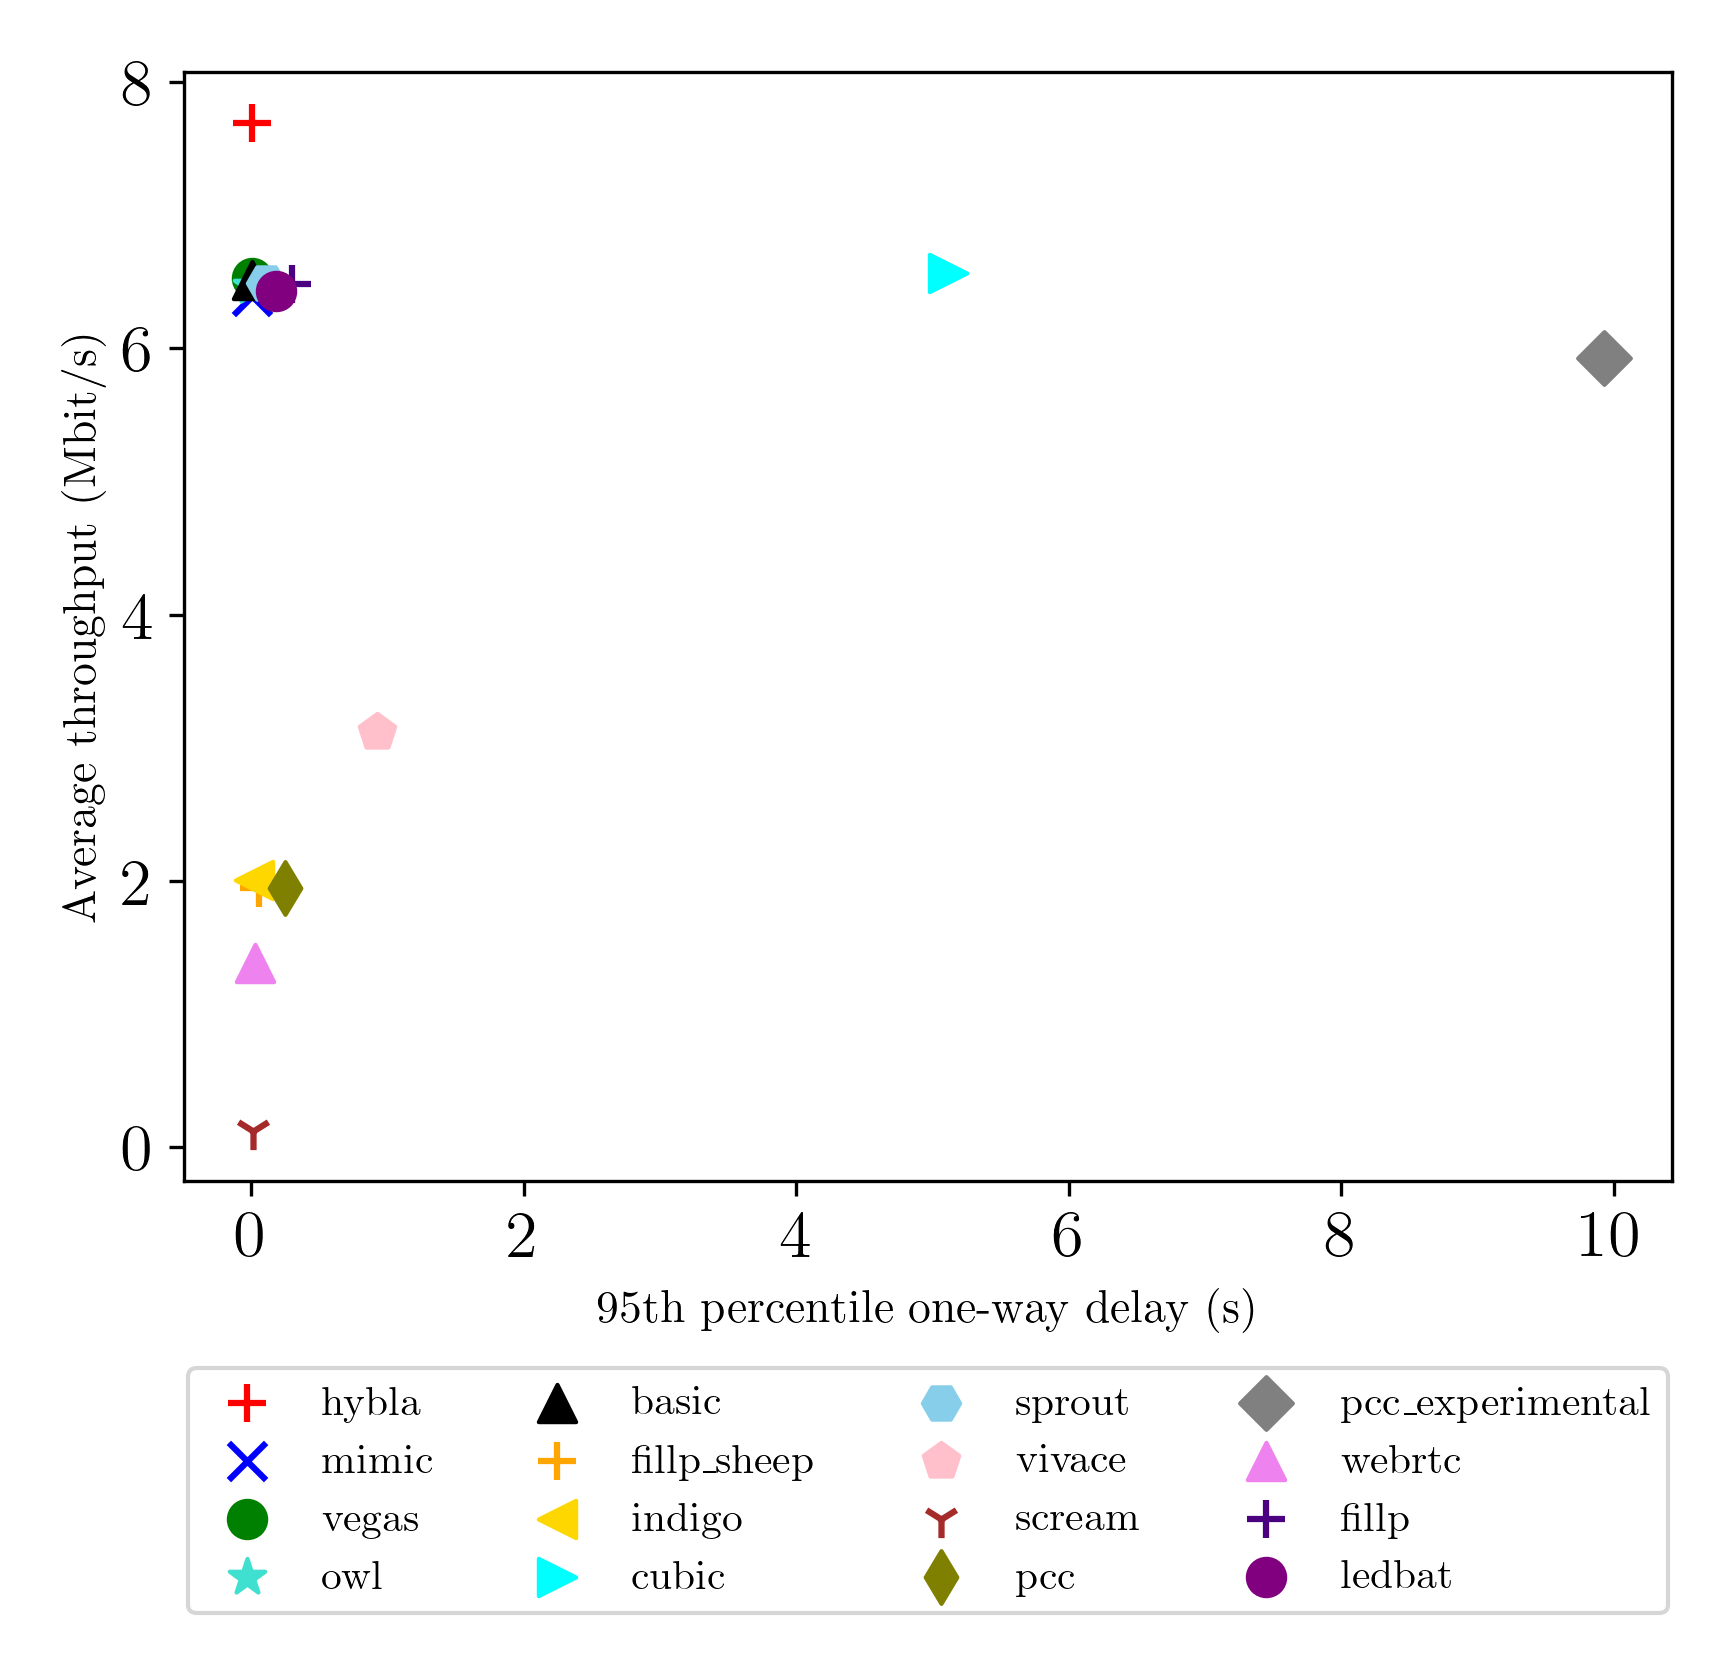 8
6
4
2
0
Average throughput (Mbit/s)
0 2 4 6 8 10
95th percentile one-way delay (s)
hybla basic sprout pcc_experimental
mimic fillp_sheep vivace webrtc
vegas indigo scream fillp
owl cubic pcc ledbat